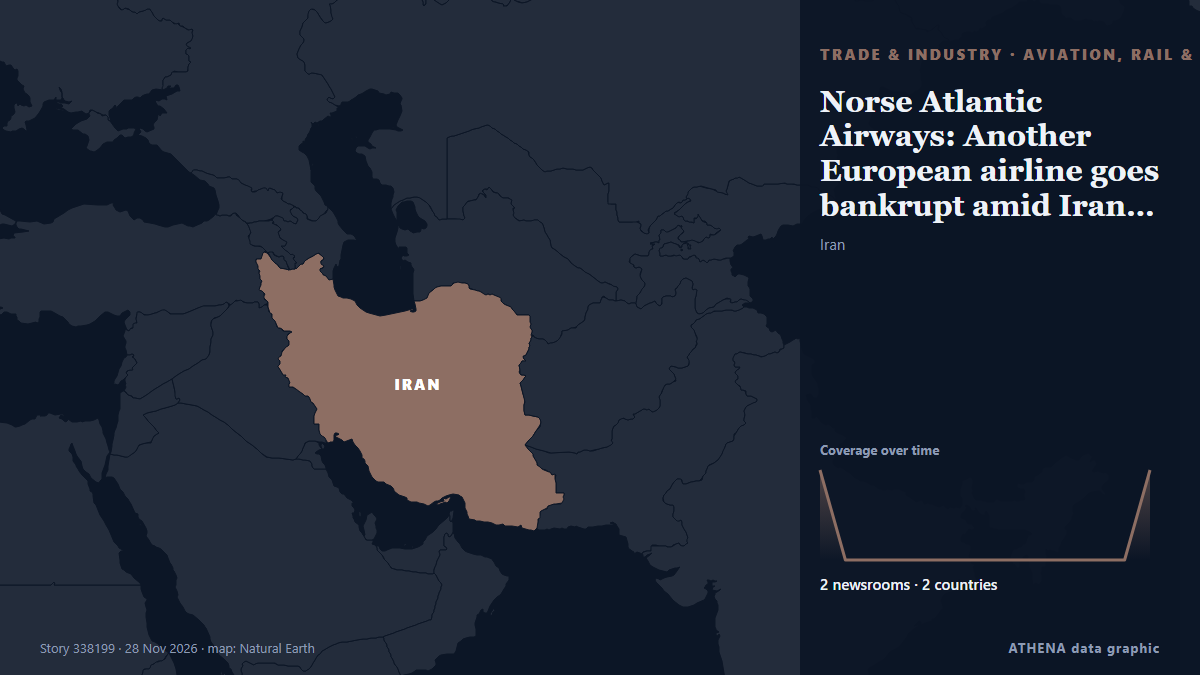 TRADE & INDUSTRY · AVIATION, RAIL &
Norse Atlantic
Airways: Another
European airline goes
bankrupt amid Iran...
Iran
IRAN
Coverage over time
2 newsrooms · 2 countries
Story 338199 · 28 Nov 2026 · map: Natural Earth
ATHENA data graphic